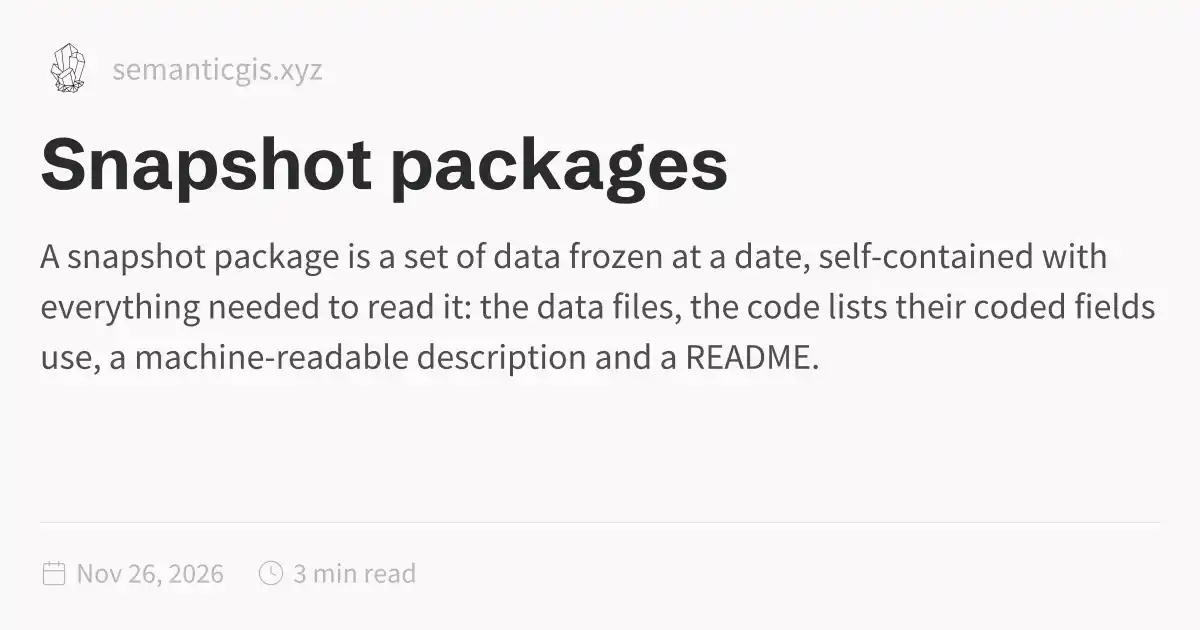 semanticgis.xyz
Snapshot packages
A snapshot package is a set of data frozen at a date, self-contained with
everything needed to read it: the data files, the code lists their coded fields
use, a machine-readable description and a README.
Nov 26, 2026
3 min read